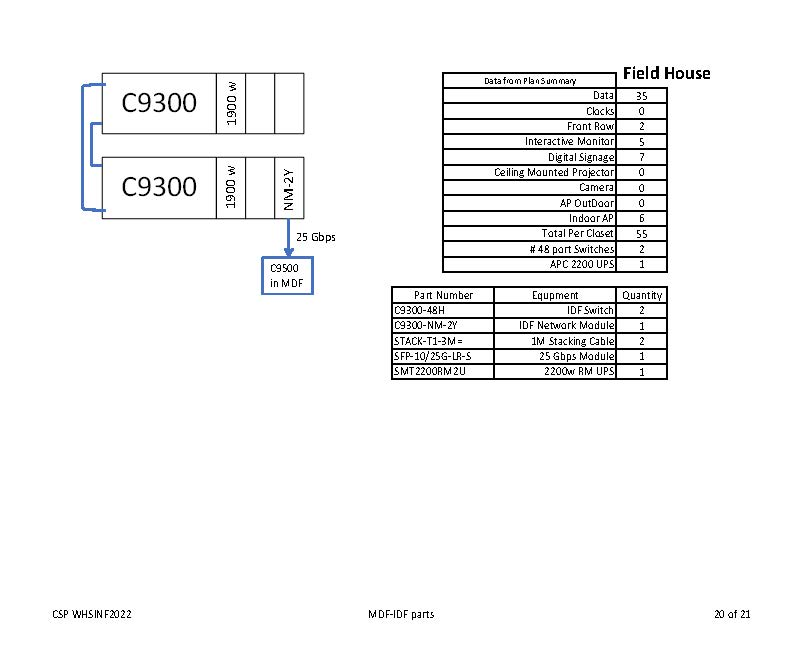 C9300
1900 w
C9300
1900 w
NM-2Y
25 Gbps
C9500
in MDF
Field House
Data from Plan Summary
Data 35
Clocks 0
Front Row 2
Interactive Monitor 5
Digital Signage 7
Ceiling Mounted Projector 0
Camera 0
AP OutDoor 0
Indoor AP 6
Total Per Closet 55
# 48 port Switches 2
APC 2200 UPS 1
Part Number Equpment Quantity
C9300-48H IDF Switch 2
C9300-NM-2Y IDF Network Module 1
STACK-T1-3M= 1M Stacking Cable 2
SFP-10/25G-LR-S 25 Gbps Module 1
SMT2200RM2U 2200w RM UPS 1
CSP WHSINF2022 MDF-IDF parts 20 of 21